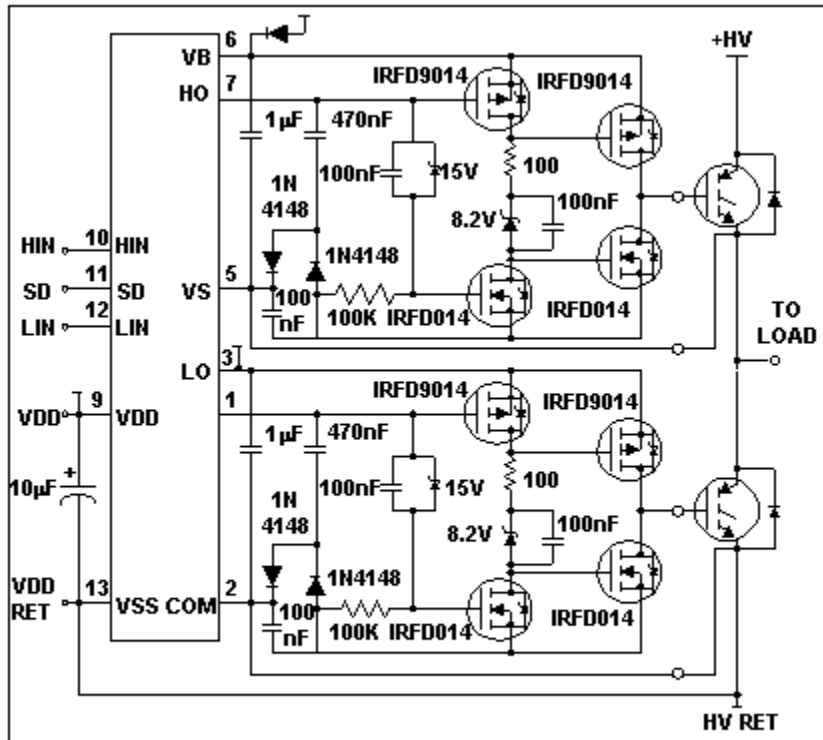 6
VB
+HV
IRFD9014
IRFD9014
7
HO
1µF
470nF
100
100nF
15V
1N
4148
100nF
8.2V
HIN
10
HIN
1N4148
SD
11
SD
5
VS
100
nF
LIN
12
LIN
100K
IRFD014
IRFD014
TO
LOAD
3
LO
IRFD9014
IRFD9014
VDD
9
VDD
1
1µF
470nF
100
10µF
+
100nF
15V
1N
4148
100nF
8.2V
1N4148
VDD
RET
13
VSS COM
2
100
nF
100K
IRFD014
IRFD014
HV RET